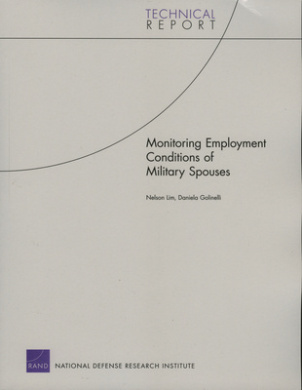 TECHNICAL
REPORT
Monitoring Employment
Conditions of
Military Spouses
Nelson Lim, Daniela Golinelli
RAND
NATIONAL DEFENSE RESEARCH INSTITUTE